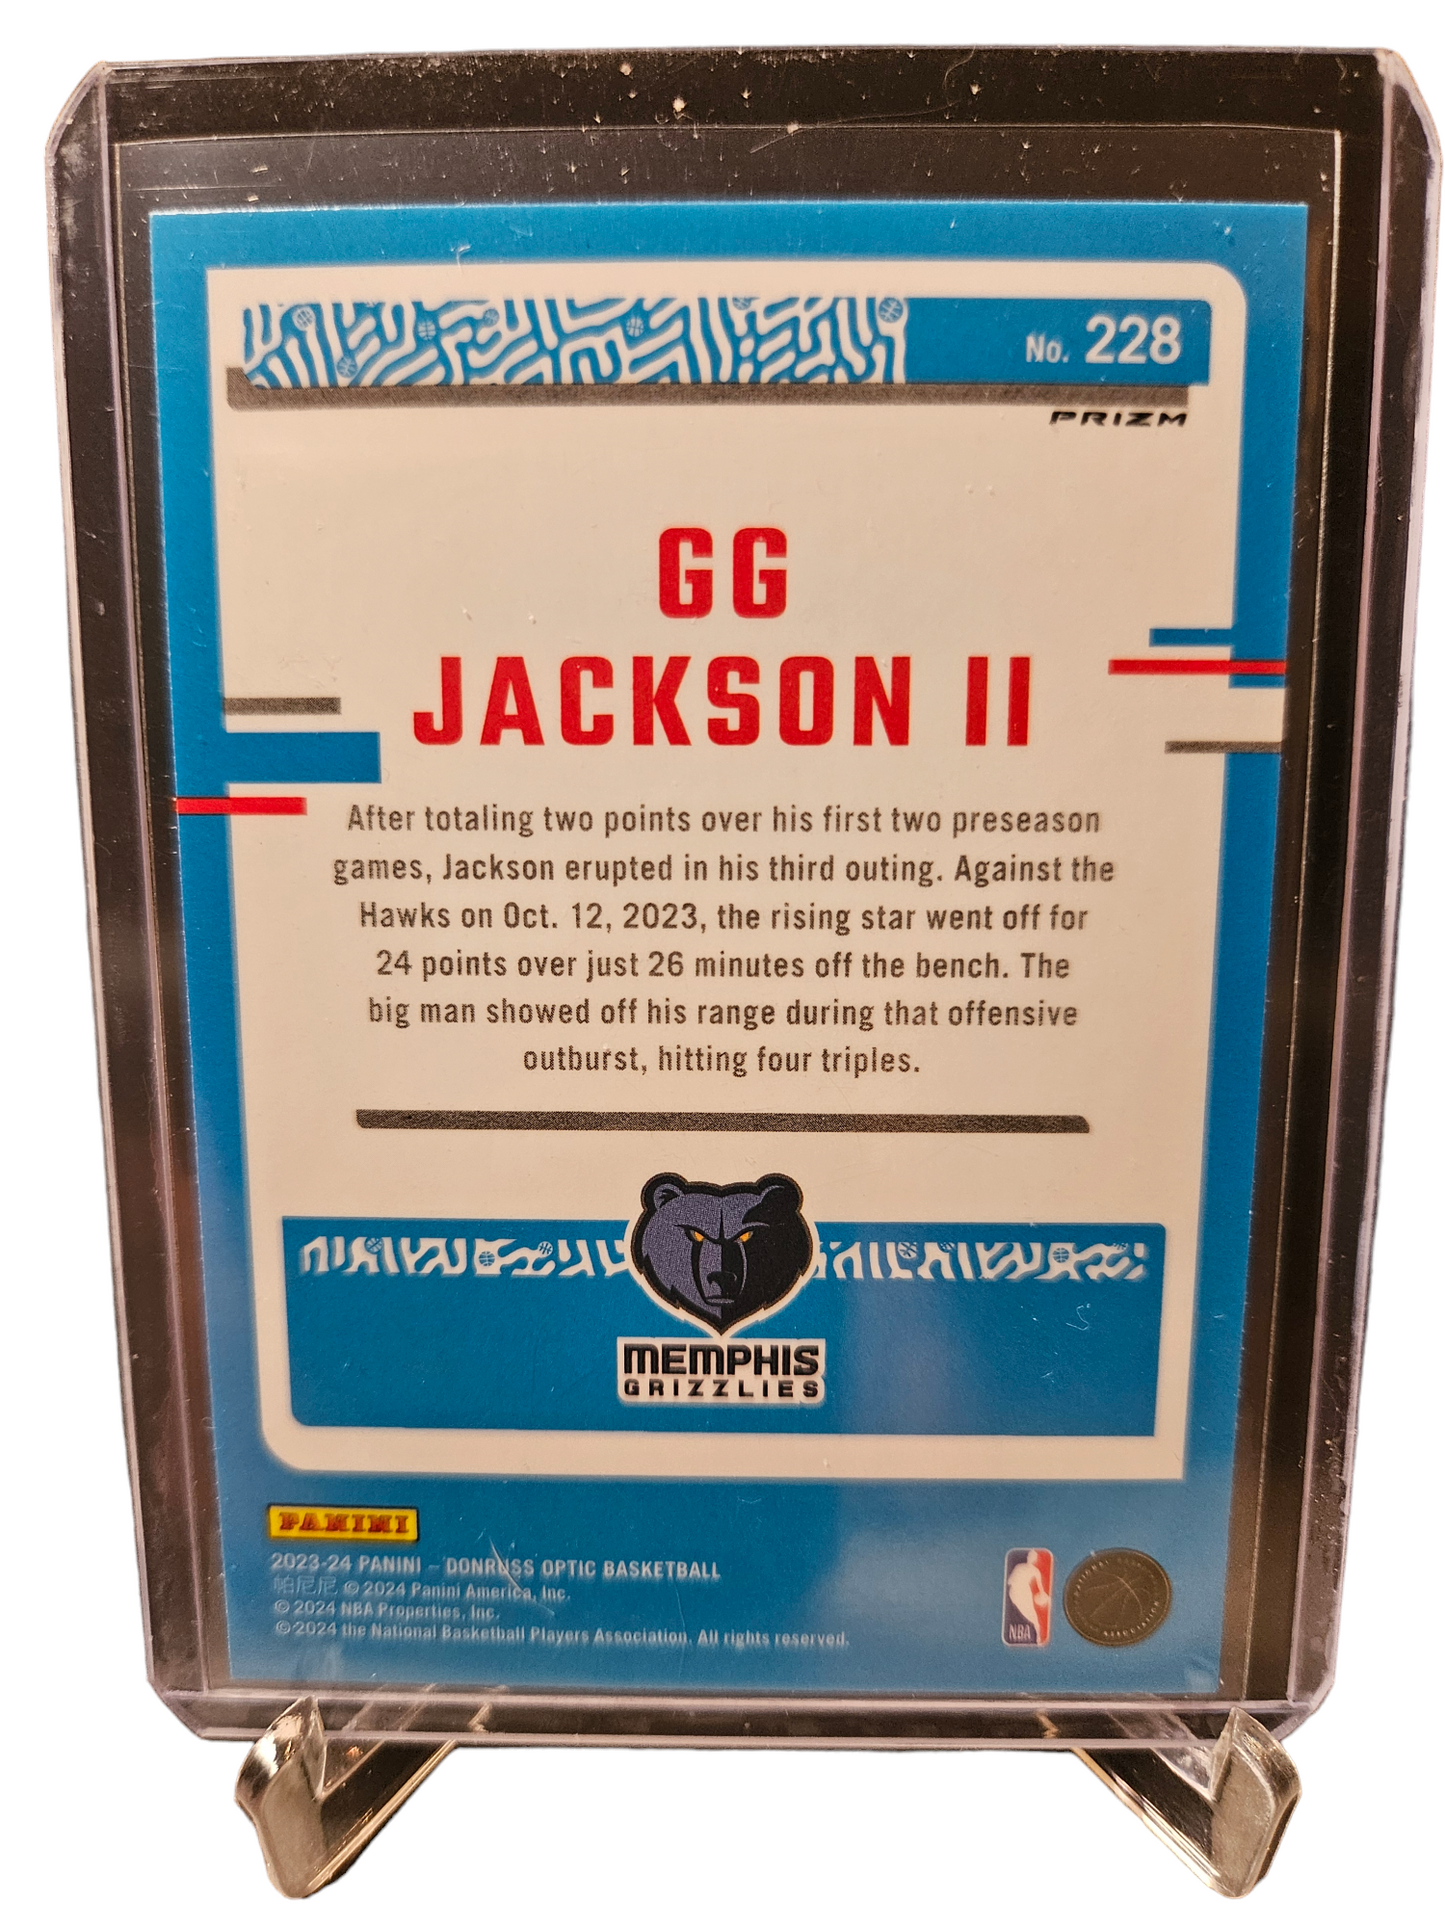 No. 228
PRIZM
GG
JACKSON II
After totaling two points over his first two preseason
games, Jackson erupted in his third outing. Against the
Hawks on Oct. 12, 2023, the rising star went off for
24 points over just 26 minutes off the bench. The
big man showed off his range during that offensive
outburst, hitting four triples.
MEMPHIS
GRIZZLIES
PANINI
2023-24 PANINI – DONRUSS OPTIC BASKETBALL
帕尼尼 © 2024 Panini America, Inc.
© 2024 NBA Properties, Inc.
© 2024 the National Basketball Players Association. All rights reserved.
NBA